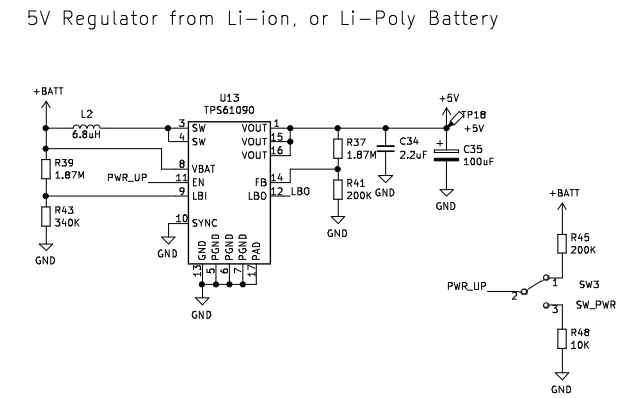 5V Regulator from Li-ion, or Li-Poly Battery
+BATT
L2
6.8uH
R39
1.87M
R43
340K
GND
PWR_UP
U13
TPS61090
3 SW VOUT 1
4 SW VOUT 15
VOUT 16
8 VBAT
11 EN FB 14
9 LBI LBO 12 LBO
10 SYNC
GND
GND PGND PGND PGND PAD
13 5 6 7 17
GND
R37
1.87M
R41
200K
GND
C34
2.2uF
GND
+5V
TP18
+5V
+ C35
100uF
GND
+BATT
R45
200K
PWR_UP
2
1
3
SW3
SW_PWR
R48
10K
GND